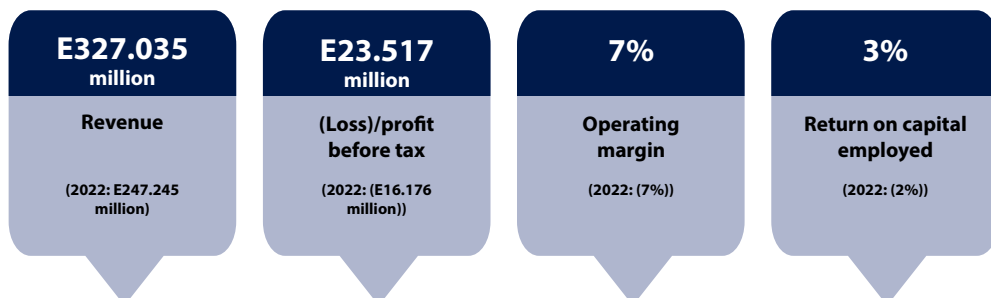 E327.035
million
Revenue
(2022: E247.245
million)
E23.517
million
(Loss)/profit
before tax
(2022: (E16.176
million))
7%
Operating
margin
(2022: (7%))
3%
Return on capital
employed
(2022: (2%))